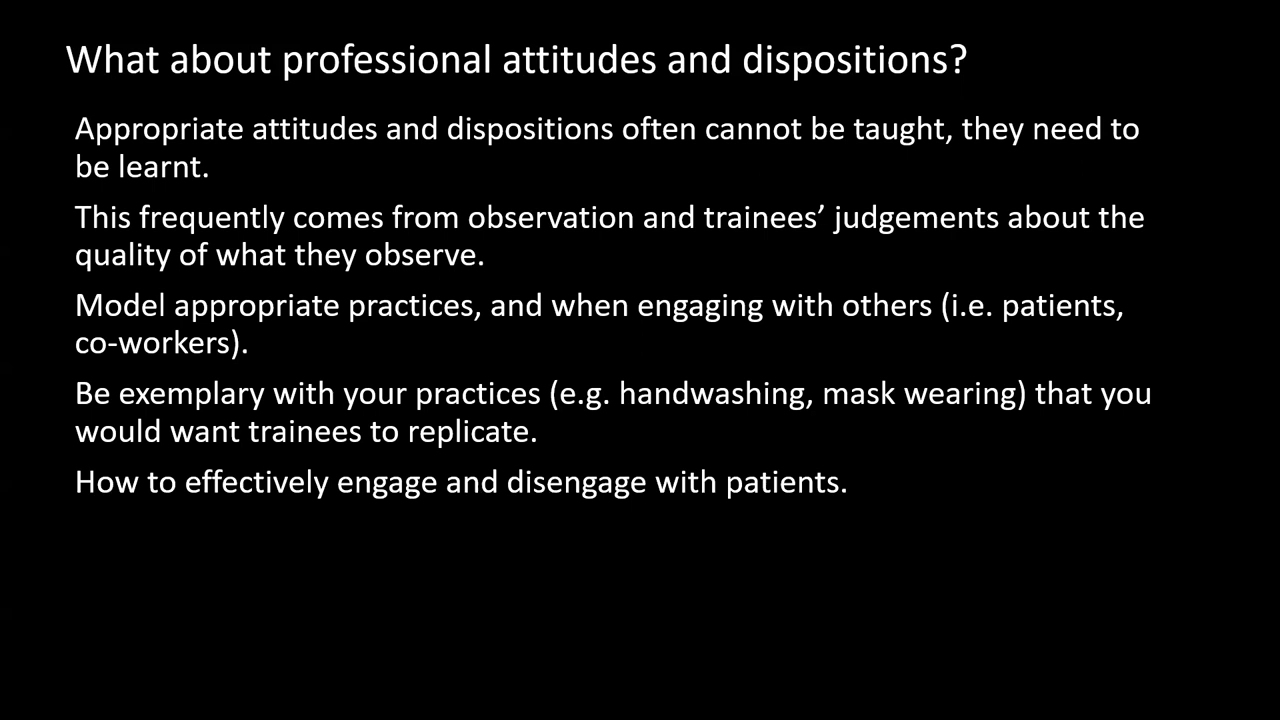 What about professional attitudes and dispositions?
Appropriate attitudes and dispositions often cannot be taught, they need to
be learnt.
This frequently comes from observation and trainees’ judgements about the
quality of what they observe.
Model appropriate practices, and when engaging with others (i.e. patients,
co-workers).
Be exemplary with your practices (e.g. handwashing, mask wearing) that you
would want trainees to replicate.
How to effectively engage and disengage with patients.